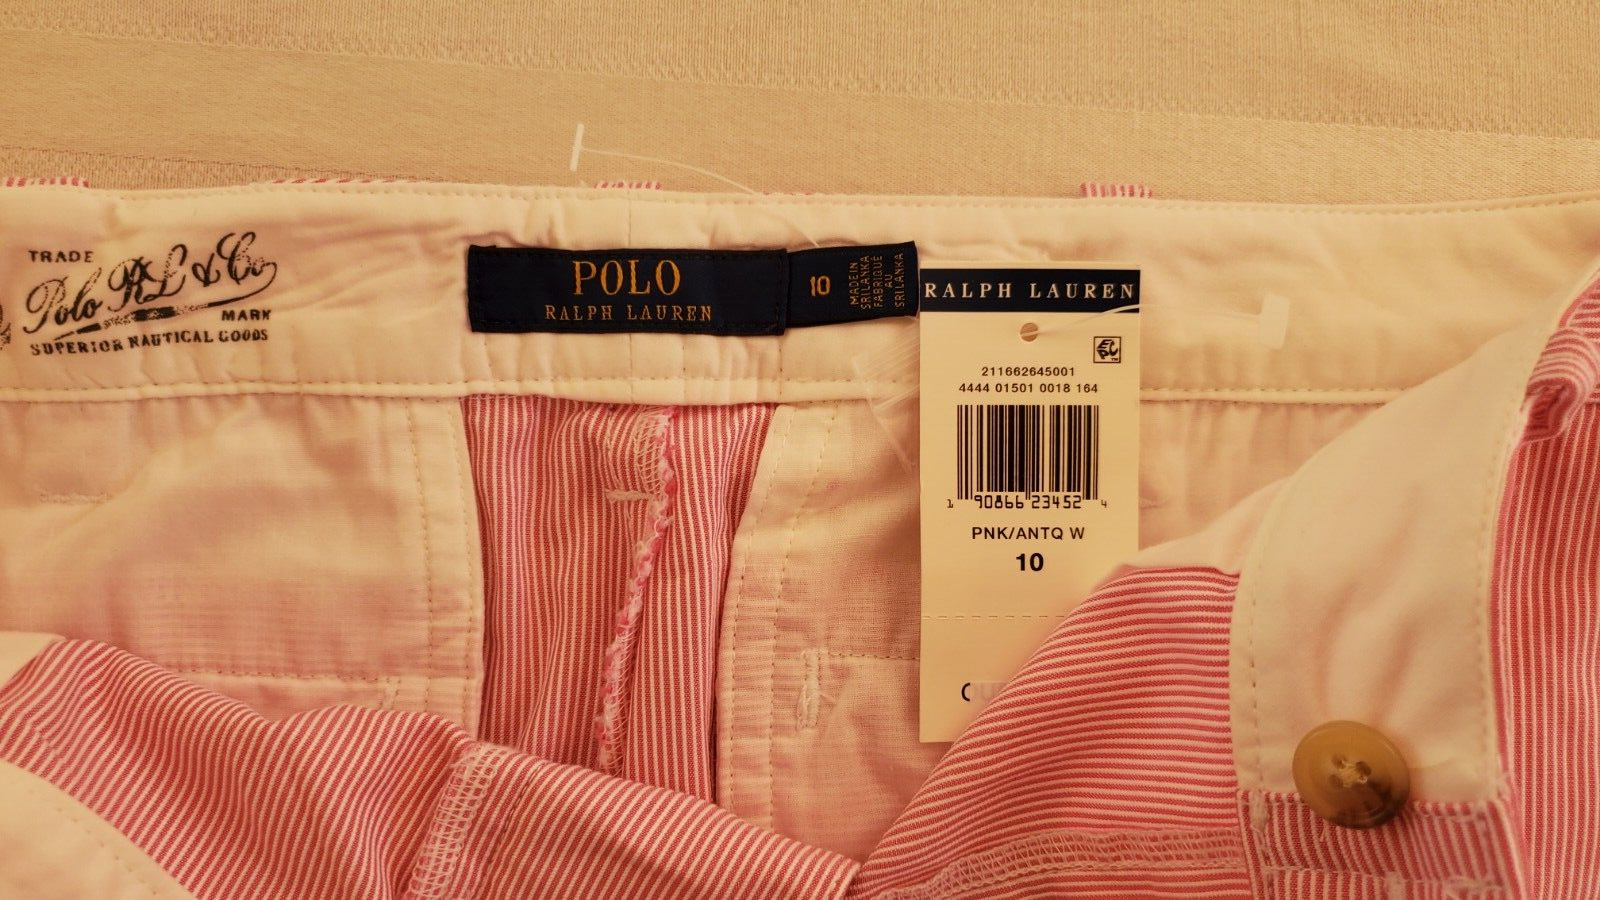 TRADE
Polo RL & Co
MARK
SUPERIOR NAUTICAL GOODS
POLO
RALPH LAUREN
10
MADE IN
SRI LANKA
FABRIQUÉ
AU
SRI LANKA
RALPH LAUREN
211662645001
4444 01501 0018 164
1 90866 23452 4
PNK/ANTQ W
10